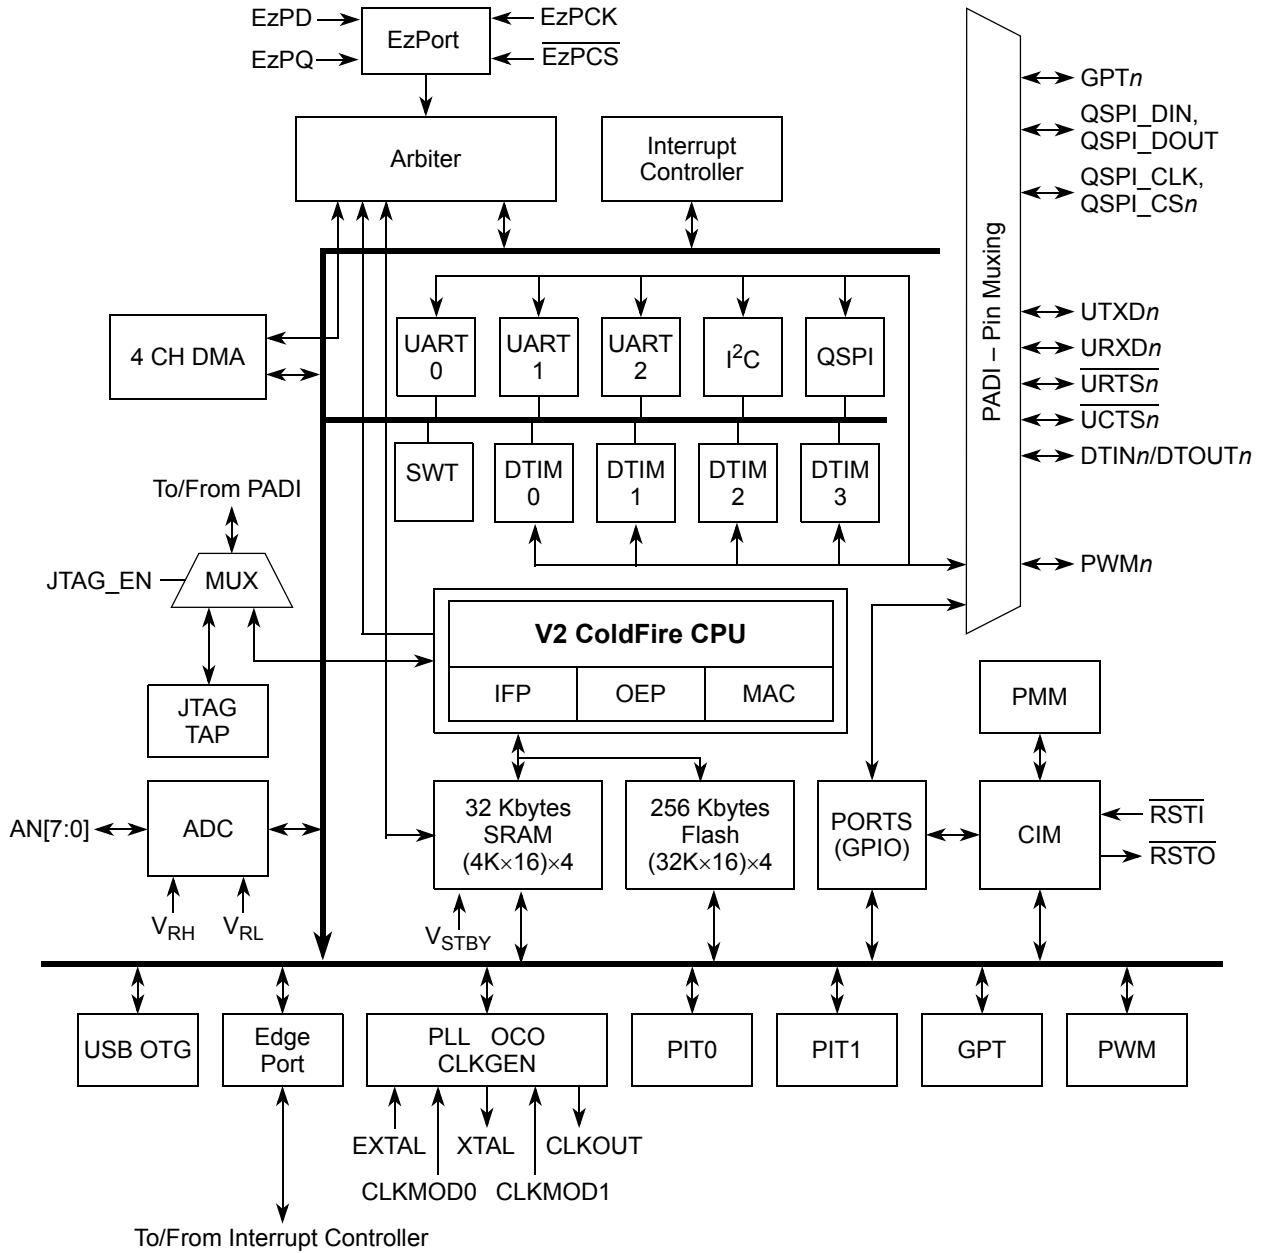 EzPD
EzPCK
EzPort
EzPQ
EzPCS
Arbiter
Interrupt
Controller
GPTn
QSPI_DIN,
QSPI_DOUT
QSPI_CLK,
QSPI_CSn
PADI – Pin Muxing
UTXDn
URXDn
URTSn
UCTSn
DTINn/DTOUTn
PWMn
4 CH DMA
UART
0
UART
1
UART
2
I²C
QSPI
SWT
DTIM
0
DTIM
1
DTIM
2
DTIM
3
To/From PADI
JTAG_EN
MUX
JTAG
TAP
V2 ColdFire CPU
IFP
OEP
MAC
PMM
AN[7:0]
ADC
VRH
VRL
32 Kbytes
SRAM
(4K×16)×4
VSTBY
256 Kbytes
Flash
(32K×16)×4
PORTS
(GPIO)
CIM
RSTI
RSTO
USB OTG
Edge
Port
PLL OCO
CLKGEN
PIT0
PIT1
GPT
PWM
EXTAL
XTAL
CLKOUT
CLKMOD0
CLKMOD1
To/From Interrupt Controller